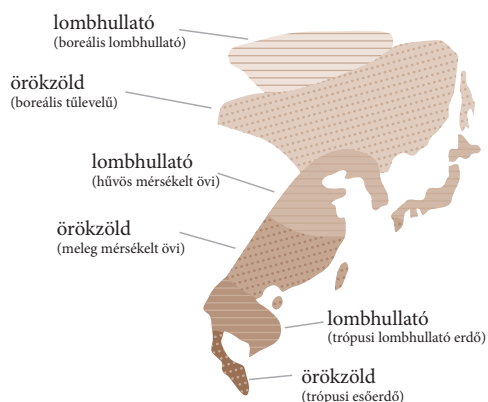 lombhullató
(boreális lombhullató)
örökzöld
(boreális tűlevelű)
lombhullató
(hűvös mérsékelt övi)
örökzöld
(meleg mérsékelt övi)
lombhullató
(trópusi lombhullató erdő)
örökzöld
(trópusi esőerdő)